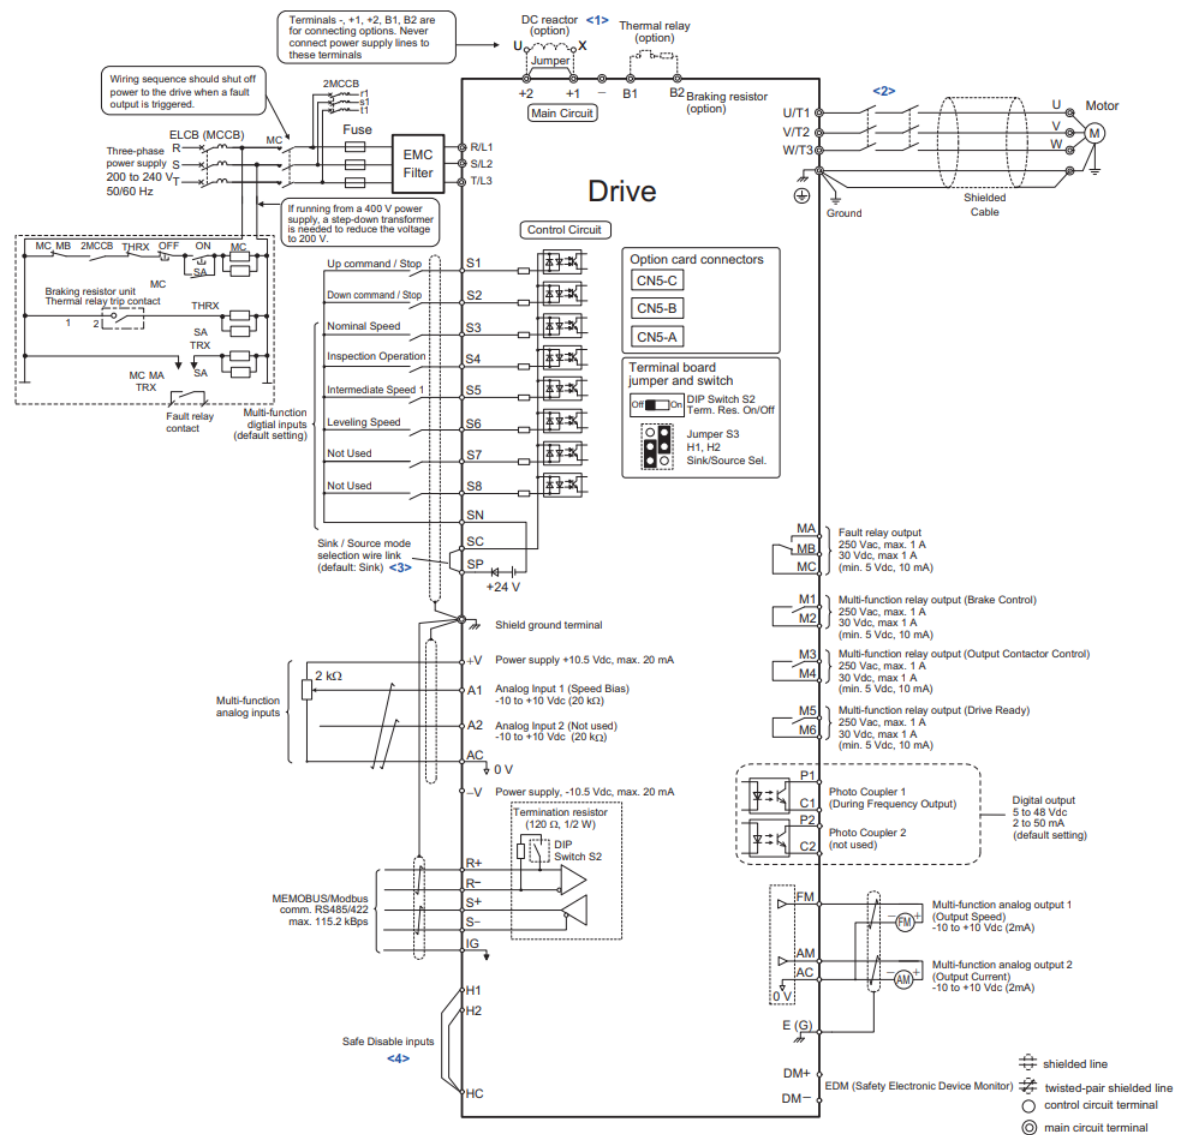 Terminals -, +1, +2, B1, B2 are
for connecting options. Never
connect power supply lines to
these terminals
DC reactor <1>
(option)
U X
Jumper
Thermal relay
(option)
+2 +1 − B1 B2
Braking resistor
(option)
Main Circuit
Wiring sequence should shut off
power to the drive when a fault
output is triggered.
2MCCB
r1
s1
t1
Fuse
ELCB (MCCB)
MC
Three-phase
power supply
200 to 240 V
50/60 Hz
R
S
T
EMC
Filter
R/L1
S/L2
T/L3
Drive
<2>
U/T1
V/T2
W/T3
U
V
W
Motor
M
Ground
Shielded
Cable
If running from a 400 V power
supply, a step-down transformer
is needed to reduce the voltage
to 200 V.
MC MB 2MCCB THRX OFF ON MC
SA
MC
Braking resistor unit
Thermal relay trip contact
1 2
THRX
SA
TRX
MC MA
TRX
SA
Fault relay
contact
Control Circuit
Up command / Stop S1
Down command / Stop S2
Nominal Speed S3
Inspection Operation S4
Intermediate Speed 1 S5
Leveling Speed S6
Not Used S7
Not Used S8
Multi-function
digtial inputs
(default setting)
SN
SC
SP
+24 V
Sink / Source mode
selection wire link
(default: Sink) <3>
Option card connectors
CN5-C
CN5-B
CN5-A
Terminal board
jumper and switch
Off On
DIP Switch S2
Term. Res. On/Off
Jumper S3
H1, H2
Sink/Source Sel.
Shield ground terminal
Multi-function
analog inputs
2 kΩ
+V Power supply +10.5 Vdc, max. 20 mA
A1 Analog Input 1 (Speed Bias)
-10 to +10 Vdc (20 kΩ)
A2 Analog Input 2 (Not used)
-10 to +10 Vdc (20 kΩ)
AC
0 V
−V Power supply, -10.5 Vdc, max. 20 mA
Termination resistor
(120 Ω, 1/2 W)
DIP
Switch S2
MEMOBUS/Modbus
comm. RS485/422
max. 115.2 kBps
R+
R−
S+
S−
IG
H1
H2
Safe Disable inputs
<4>
HC
MA
MB
MC
Fault relay output
250 Vac, max. 1 A
30 Vdc, max 1 A
(min. 5 Vdc, 10 mA)
M1
M2
Multi-function relay output (Brake Control)
250 Vac, max. 1 A
30 Vdc, max 1 A
(min. 5 Vdc, 10 mA)
M3
M4
Multi-function relay output (Output Contactor Control)
250 Vac, max. 1 A
30 Vdc, max 1 A
(min. 5 Vdc, 10 mA)
M5
M6
Multi-function relay output (Drive Ready)
250 Vac, max. 1 A
30 Vdc, max 1 A
(min. 5 Vdc, 10 mA)
P1
C1
Photo Coupler 1
(During Frequency Output)
P2
C2
Photo Coupler 2
(not used)
Digital output
5 to 48 Vdc
2 to 50 mA
(default setting)
FM
− FM +
Multi-function analog output 1
(Output Speed)
-10 to +10 Vdc (2mA)
AM
AC
0 V
− AM +
Multi-function analog output 2
(Output Current)
-10 to +10 Vdc (2mA)
E (G)
DM+
DM−
EDM (Safety Electronic Device Monitor)
shielded line
twisted-pair shielded line
control circuit terminal
main circuit terminal